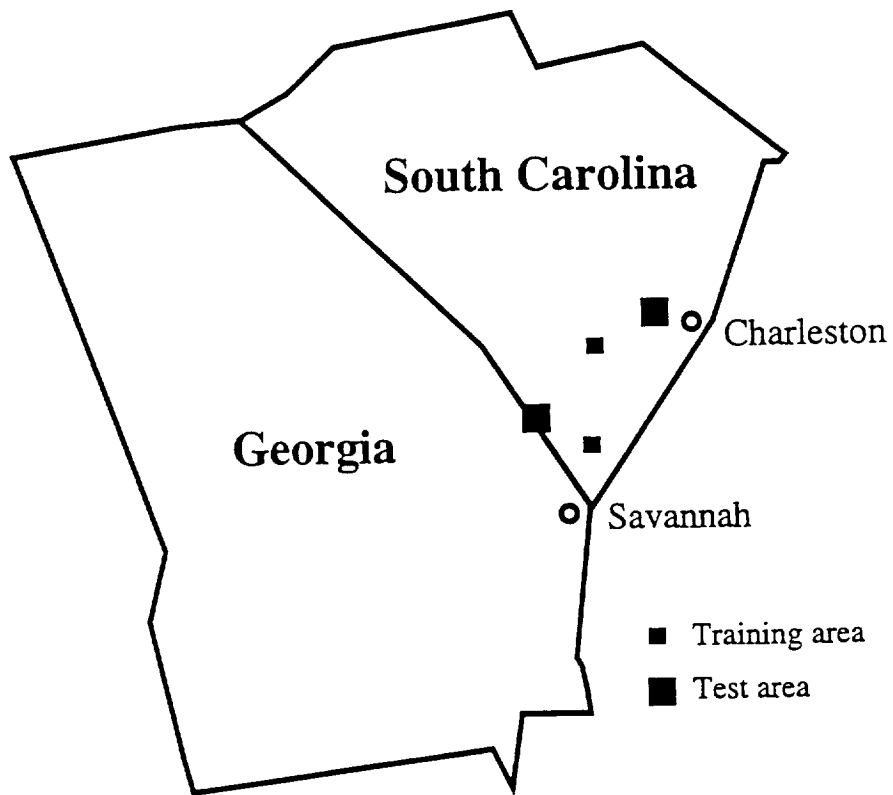 South Carolina
Charleston
Georgia
Savannah
Training area
Test area